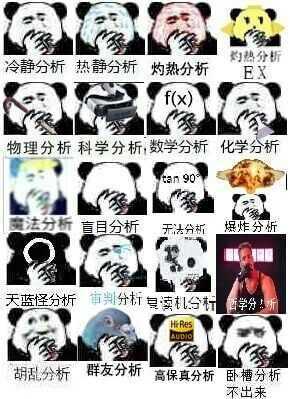 冷静分析
热静分析
灼热分析
灼热分析
EX
物理分析
科学分析
f(x)
数学分析
化学分析
魔法分析
盲目分析
tan 90°
无法分析
爆炸分析
天蓝怪分析
审判分析
复读机分析
哲学分析
胡乱分析
群友分析
Hi-Res
AUDIO
高保真分析
卧槽分析
不出来